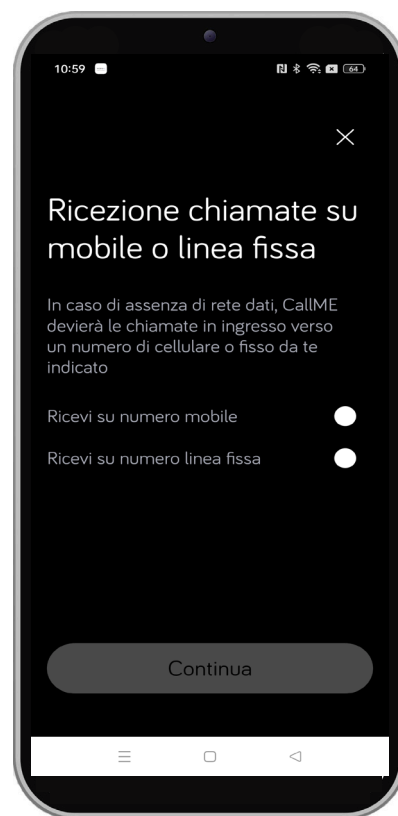 10:59
64
Ricezione chiamate su
mobile o linea fissa
In caso di assenza di rete dati, CallME
devierà le chiamate in ingresso verso
un numero di cellulare o fisso da te
indicato
Ricevi su numero mobile
Ricevi su numero linea fissa
Continua